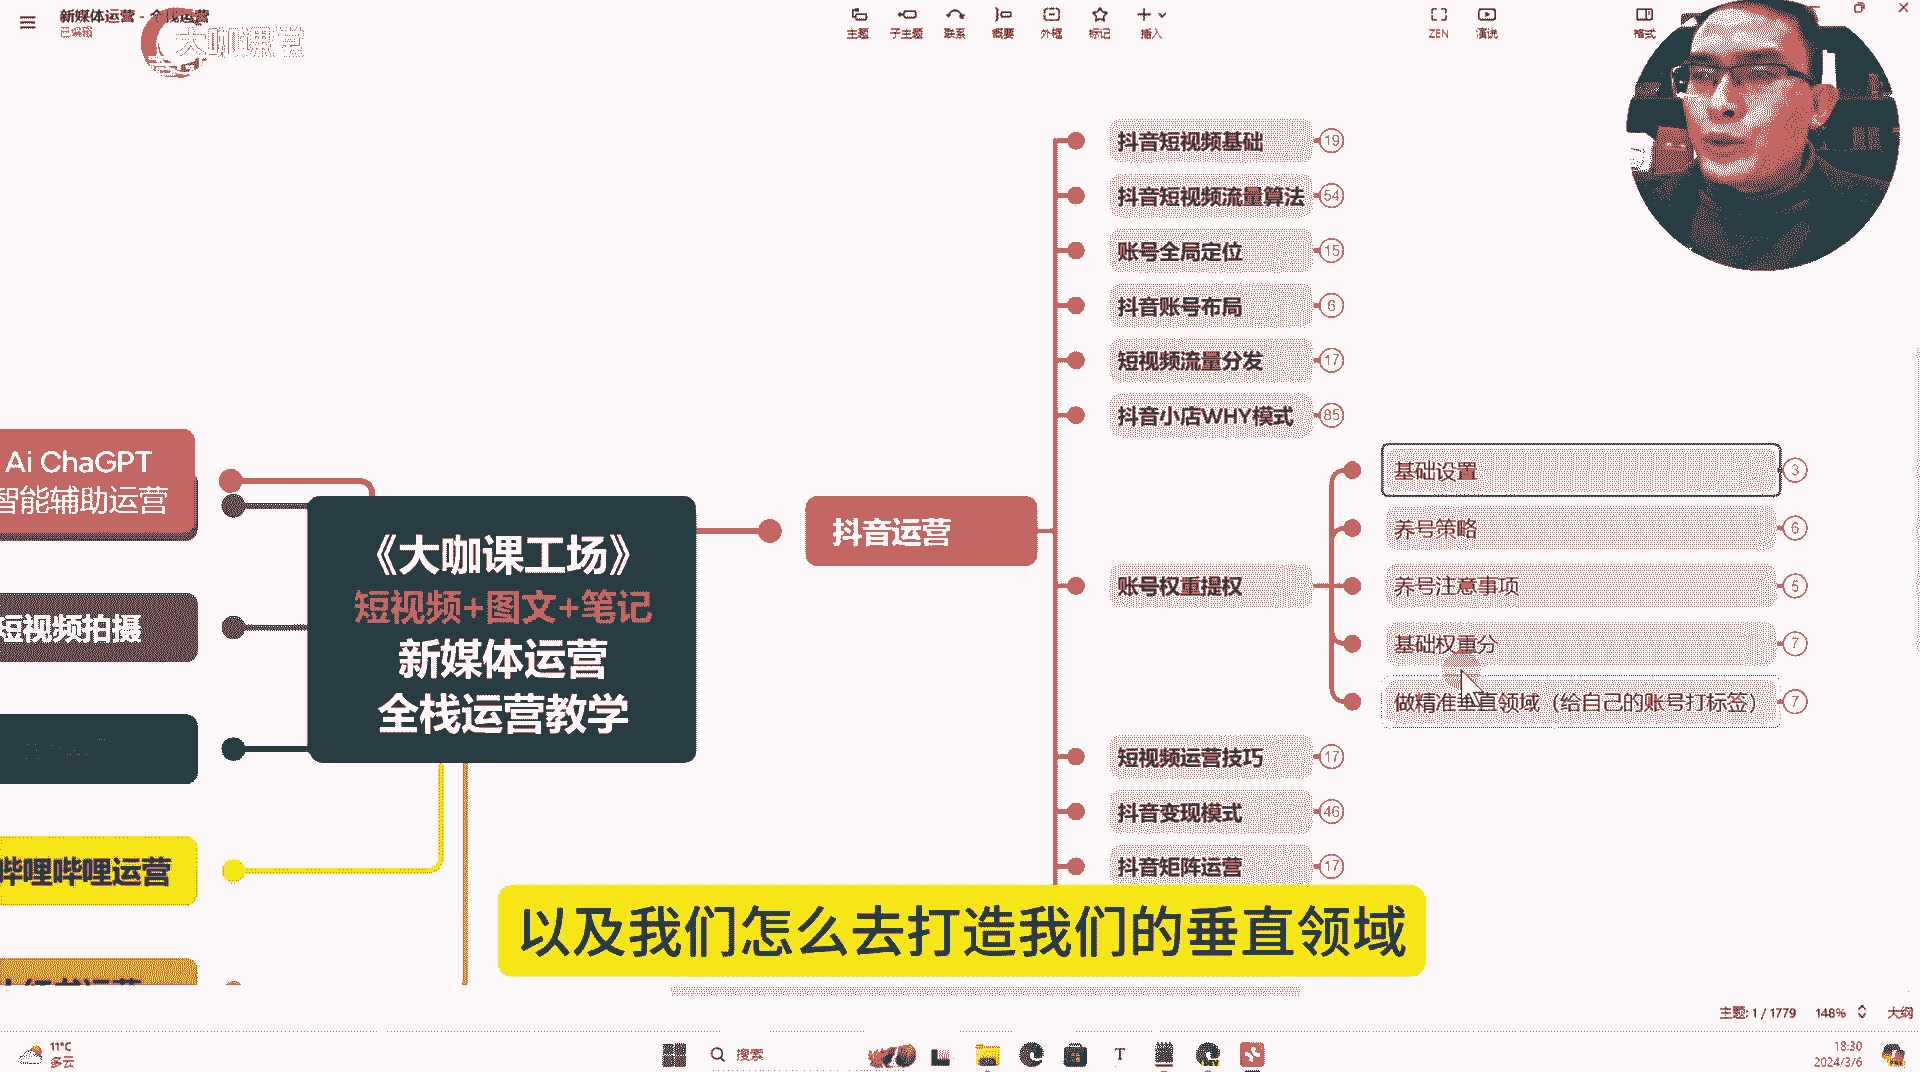 新媒体运营 - 全栈运营
已编辑
大咖课堂
主题
子主题
联系
概要
外框
标记
插入
ZEN
演说
格式
抖音短视频基础 19
抖音短视频流量算法 54
账号全局定位 15
抖音账号布局 6
短视频流量分发 17
抖音小店WHY模式 85
Ai ChaGPT
智能辅助运营
基础设置 3
养号策略 6
《大咖课工场》
短视频+图文+笔记
新媒体运营
全栈运营教学
抖音运营
账号权重提权
养号注意事项 5
短视频拍摄
基础权重分 7
做精准垂直领域（给自己的账号打标签） 7
短视频运营技巧 17
抖音变现模式 46
哔哩哔哩运营
抖音矩阵运营 17
以及我们怎么去打造我们的垂直领域
主题: 1 / 1779
148%
大纲
11°C
多云
搜索
18:30
2024/3/6